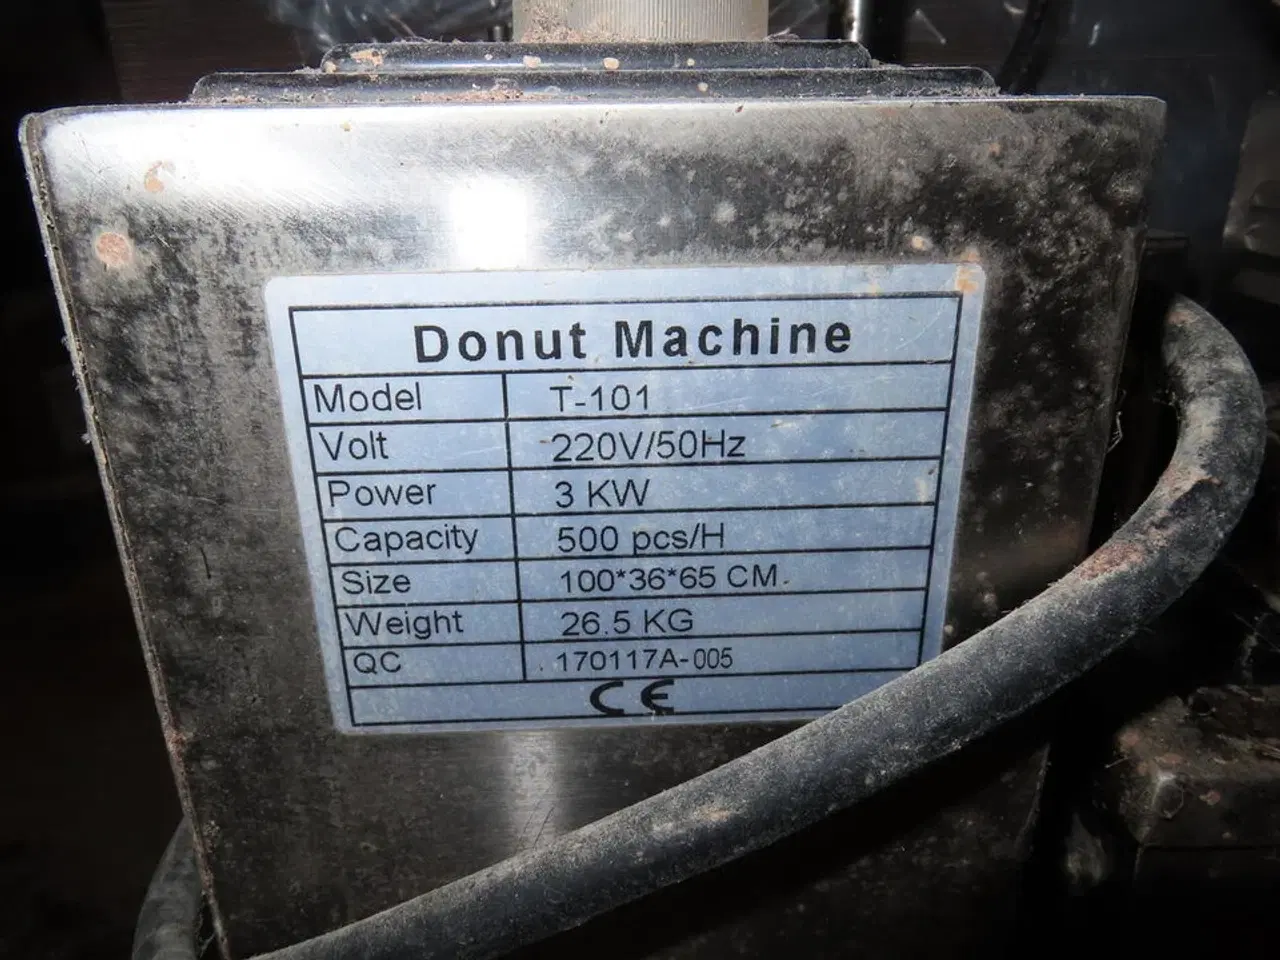 Donut Machine
Model T-101
Volt 220V/50Hz
Power 3 KW
Capacity 500 pcs/H
Size 100*36*65 CM
Weight 26.5 KG
QC 170117A-005
CE